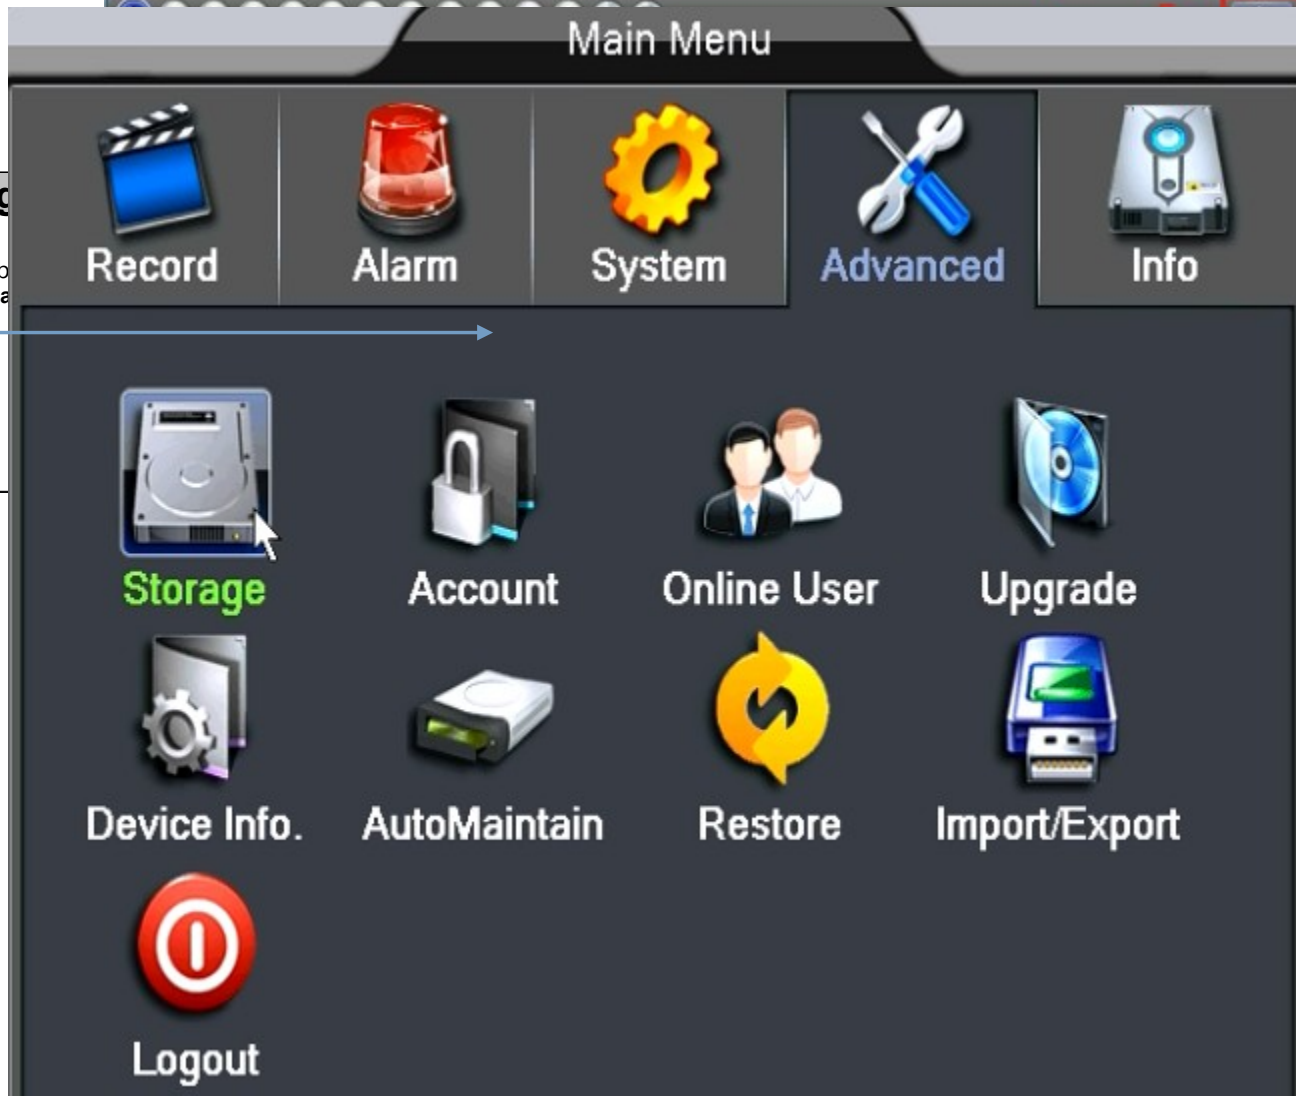 Main Menu
Record Alarm System Advanced Info
Storage Account Online User Upgrade
Device Info. AutoMaintain Restore Import/Export
Logout